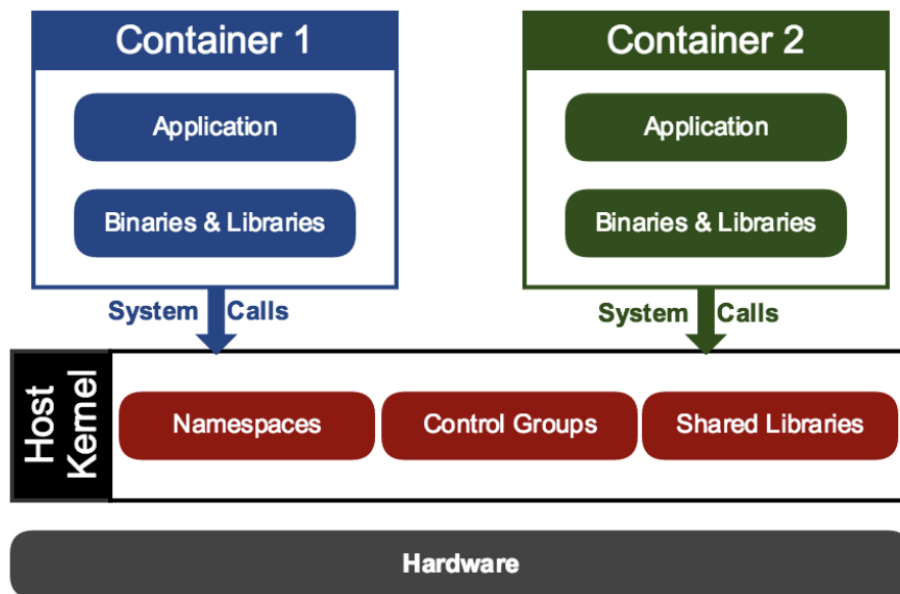 Container 1
Container 2
Application
Application
Binaries & Libraries
Binaries & Libraries
System Calls
System Calls
Host
Kernel
Namespaces
Control Groups
Shared Libraries
Hardware